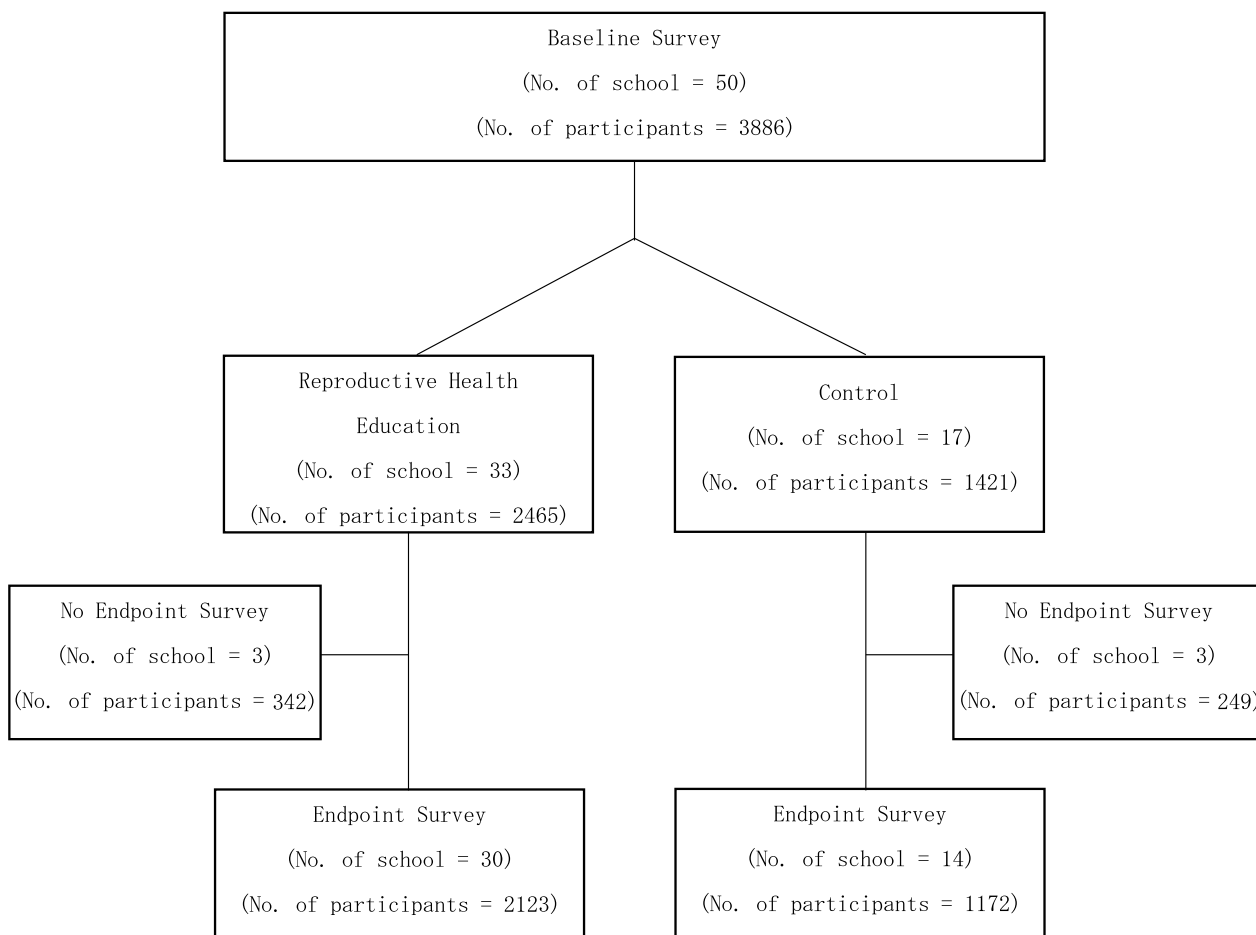 Baseline Survey
(No. of school = 50)
(No. of participants = 3886)
Reproductive Health
Education
(No. of school = 33)
(No. of participants = 2465)
Control
(No. of school = 17)
(No. of participants = 1421)
No Endpoint Survey
(No. of school = 3)
(No. of participants = 342)
No Endpoint Survey
(No. of school = 3)
(No. of participants = 249)
Endpoint Survey
(No. of school = 30)
(No. of participants = 2123)
Endpoint Survey
(No. of school = 14)
(No. of participants = 1172)